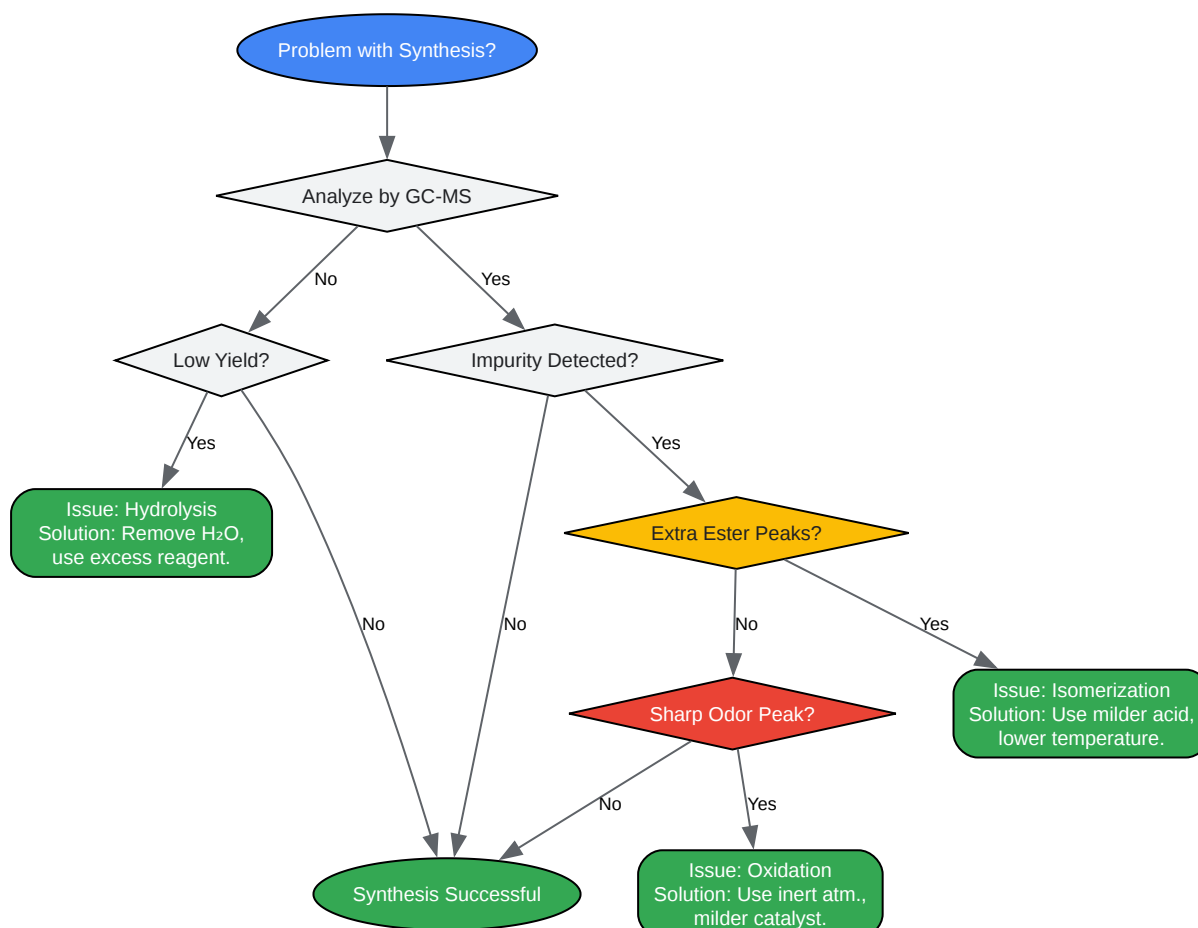 Problem with Synthesis?
Analyze by GC-MS
No
Yes
Low Yield?
Impurity Detected?
Yes
Yes
Issue: Hydrolysis
Solution: Remove H₂O,
use excess reagent.
Extra Ester Peaks?
No
No
No
Yes
Sharp Odor Peak?
Issue: Isomerization
Solution: Use milder acid,
lower temperature.
No
Yes
Synthesis Successful
Issue: Oxidation
Solution: Use inert atm.,
milder catalyst.